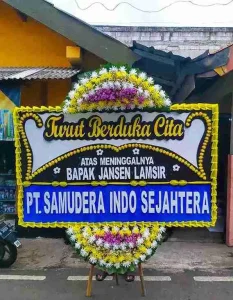 Turut Berduka Cita
ATAS MENINGGALNYA
BAPAK JANSEN LAMSIR
PT. SAMUDERA INDO SEJAHTERA